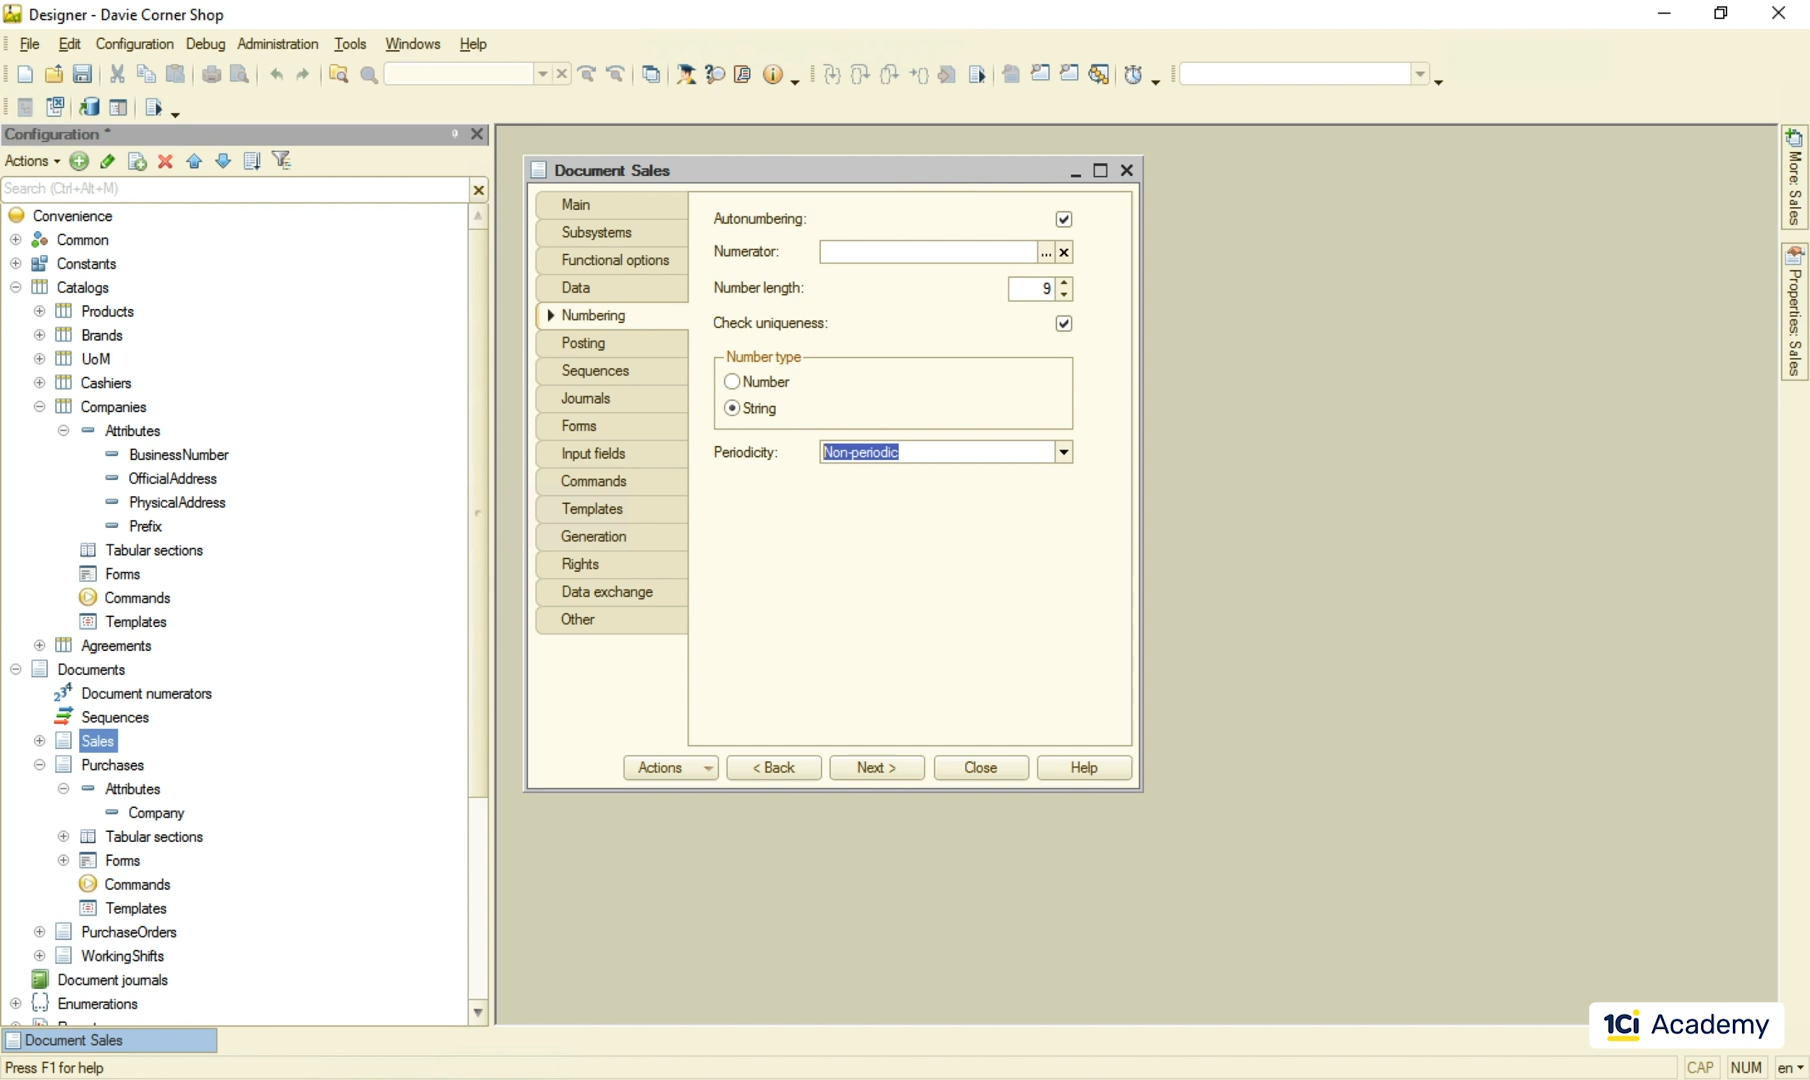 Designer - Davie Corner Shop
File Edit Configuration Debug Administration Tools Windows Help
Configuration *
Actions
Search (Ctrl+Alt+M)
Convenience
Common
Constants
Catalogs
Products
Brands
UoM
Cashiers
Companies
Attributes
BusinessNumber
OfficialAddress
PhysicalAddress
Prefix
Tabular sections
Forms
Commands
Templates
Agreements
Documents
Document numerators
Sequences
Sales
Purchases
Attributes
Company
Tabular sections
Forms
Commands
Templates
PurchaseOrders
WorkingShifts
Document journals
Enumerations
Document Sales
Main
Subsystems
Functional options
Data
Numbering
Posting
Sequences
Journals
Forms
Input fields
Commands
Templates
Generation
Rights
Data exchange
Other
Autonumbering:
Numerator:
...
Number length: 9
Check uniqueness:
Number type
Number
String
Periodicity: Non-periodic
Actions < Back Next > Close Help
More: Sales
Properties: Sales
1Ci Academy
Document Sales
Press F1 for help
CAP NUM en